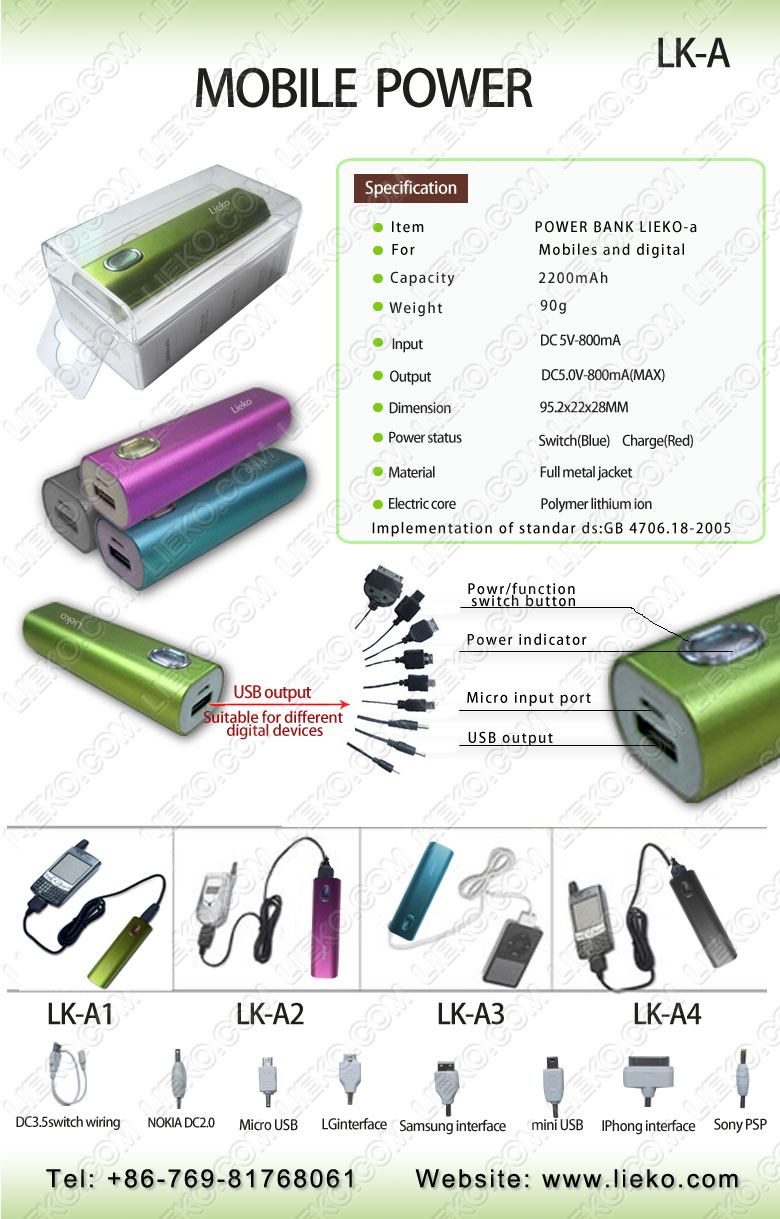 LK-A
MOBILE POWER
Lieko
Specification
Item POWER BANK LIEKO-a
For Mobiles and digital
Capacity 2200mAh
Weight 90g
Input DC 5V-800mA
Output DC5.0V-800mA(MAX)
Dimension 95.2x22x28MM
Power status Switch(Blue) Charge(Red)
Material Full metal jacket
Electric core Polymer lithium ion
Implementation of standar ds:GB 4706.18-2005
Lieko
Lieko
Powr/function
switch button
Power indicator
Micro input port
USB output
USB output
Suitable for different
digital devices
LK-A1 LK-A2 LK-A3 LK-A4
DC3.5switch wiring NOKIA DC2.0 Micro USB LGinterface Samsung interface mini USB IPhong interface Sony PSP
Tel: +86-769-81768061 Website: www.lieko.com
LIEKO.COM